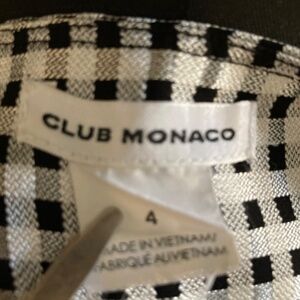 CLUB MONACO
4
MADE IN VIETNAM/
FABRIQUÉ AU VIETNAM